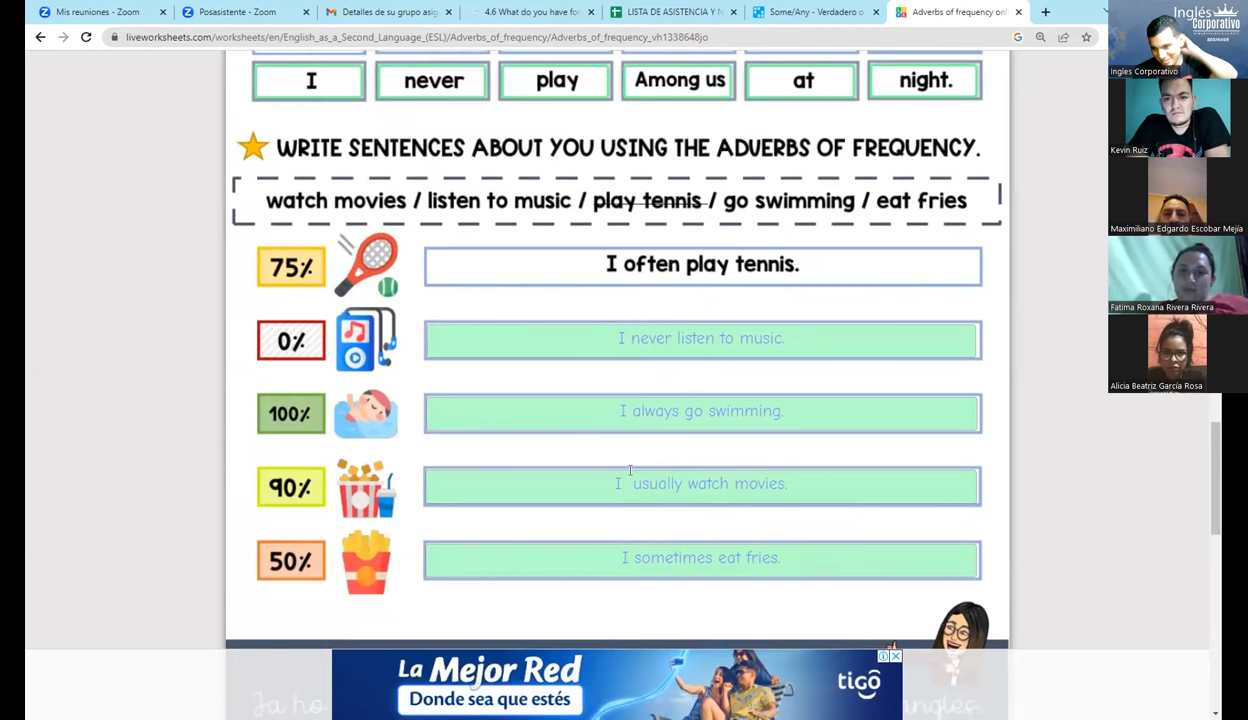 Mis reuniones - Zoom
Posasistente - Zoom
Detalles de su grupo asig
4.6 What do you have for
LISTA DE ASISTENCIA Y N
Some/Any - Verdadero o
Adverbs of frequency onl
liveworksheets.com/worksheets/en/English_as_a_Second_Language_(ESL)/Adverbs_of_frequency/Adverbs_of_frequency_vh1338648jo
I never play Among us at night.
WRITE SENTENCES ABOUT YOU USING THE ADVERBS OF FREQUENCY.
watch movies / listen to music / play tennis / go swimming / eat fries
75% I often play tennis.
0% I never listen to music.
100% I always go swimming.
90% I usually watch movies.
50% I sometimes eat fries.
La Mejor Red
Donde sea que estés
tigo
Inglés
Corporativo
BEGINNER
Ingles Corporativo
Kevin Ruiz
Maximiliano Edgardo Escobar Mejía
Fatima Roxana Rivera Rivera
Alicia Beatriz García Rosa